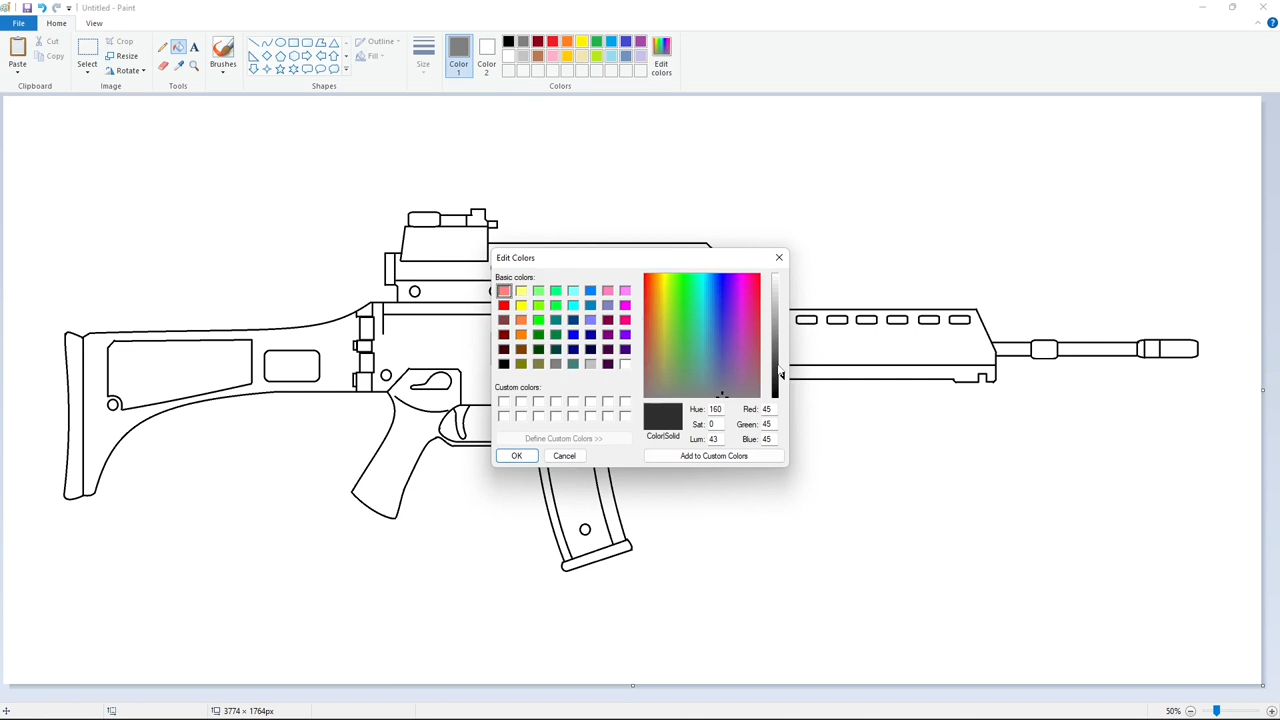 Untitled - Paint
File Home View
Paste
Cut
Copy
Clipboard
Select
Crop
Resize
Rotate
Image
A
Tools
Brushes
Shapes
Outline
Fill
Size
Color
1
Color
2
Edit
colors
Colors
Edit Colors
Basic colors:
Custom colors:
Define Custom Colors >>
OK Cancel
Color|Solid
Hue: 160 Red: 45
Sat: 0 Green: 45
Lum: 43 Blue: 45
Add to Custom Colors
3774 × 1764px
50%